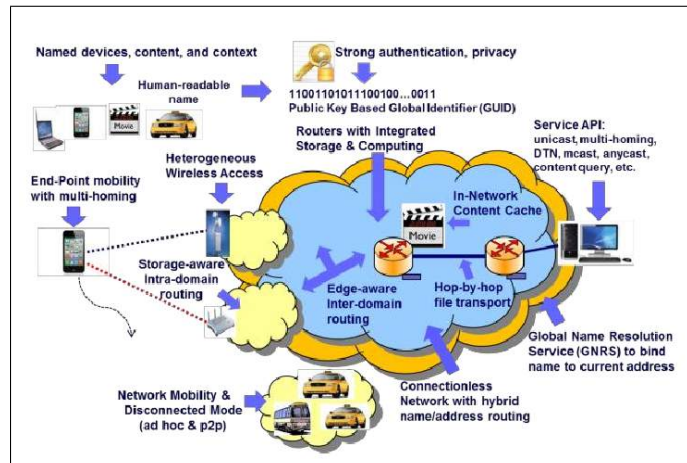 Named devices, content, and context
Strong authentication, privacy
Human-readable
name
11001101011100100...0011
Public Key Based Global Identifier (GUID)
iMovie
Routers with Integrated
Storage & Computing
Service API:
unicast, multi-homing,
DTN, mcast, anycast,
content query, etc.
Heterogeneous
Wireless Access
End-Point mobility
with multi-homing
In-Network
Content Cache
iMovie
Storage-aware
Intra-domain
routing
Edge-aware
Inter-domain
routing
Hop-by-hop
file transport
Global Name Resolution
Service (GNRS) to bind
name to current address
Network Mobility &
Disconnected Mode
(ad hoc & p2p)
Connectionless
Network with hybrid
name/address routing